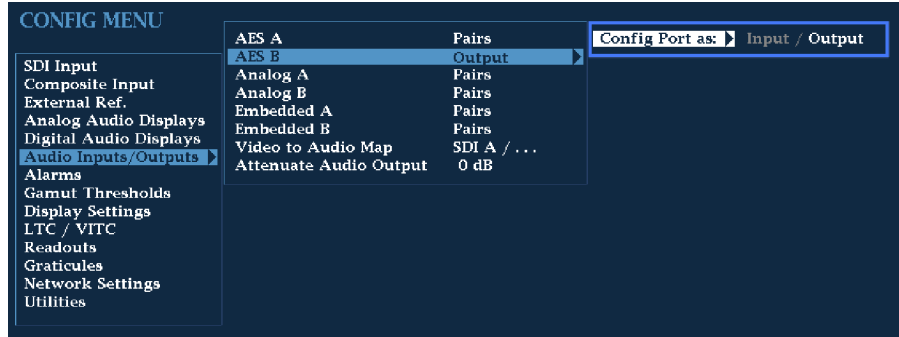 CONFIG MENU
SDI Input
Composite Input
External Ref.
Analog Audio Displays
Digital Audio Displays
Audio Inputs/Outputs
Alarms
Gamut Thresholds
Display Settings
LTC / VITC
Readouts
Graticules
Network Settings
Utilities
AES A Pairs
AES B Output
Analog A Pairs
Analog B Pairs
Embedded A Pairs
Embedded B Pairs
Video to Audio Map SDI A / ...
Attenuate Audio Output 0 dB
Config Port as: Input / Output